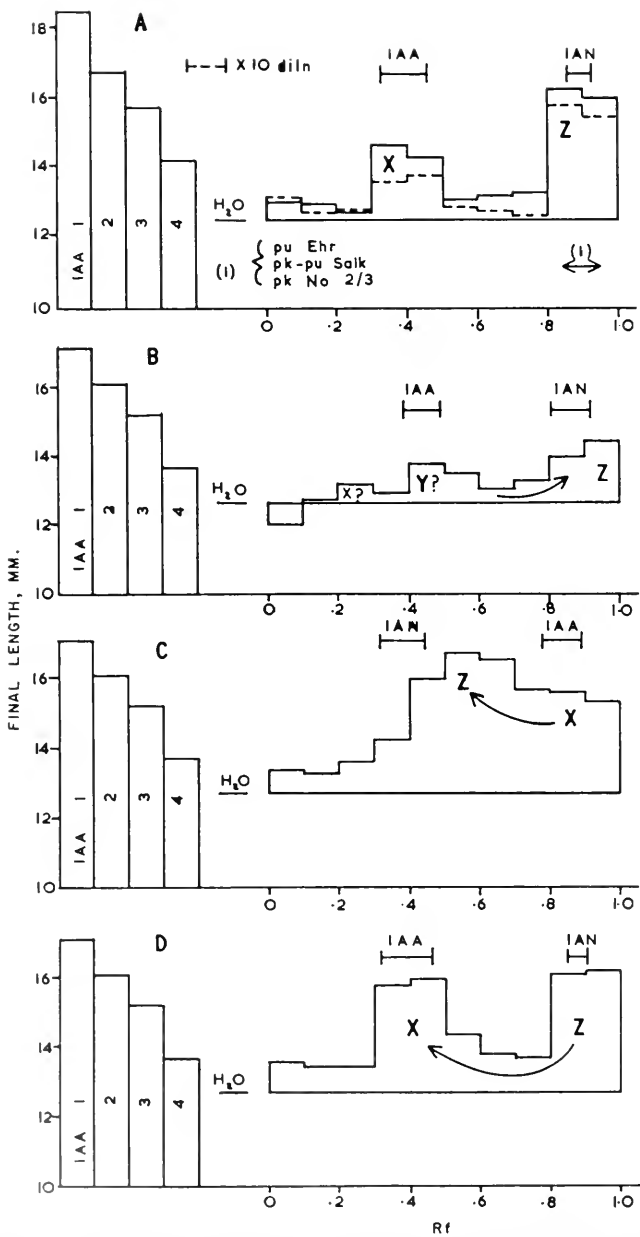 A
18
16
14
12
10
IAA 1
2
3
4
H₂O
X 10 diln
IAA
IAN
X
Z
(1)
pu Ehr
pk-pu Salk
pk No 2/3
(1)
0
.2
.4
.6
.8
1.0
B
16
14
12
10
IAA 1
2
3
4
H₂O
IAA
IAN
X?
Y?
Z
0
.2
.4
.6
.8
1.0
FINAL LENGTH, MM.
C
16
14
12
10
IAA 1
2
3
4
H₂O
IAN
IAA
Z
X
0
.2
.4
.6
.8
1.0
D
16
14
12
10
IAA 1
2
3
4
H₂O
IAA
IAN
X
Z
0
.2
.4
.6
.8
1.0
Rf